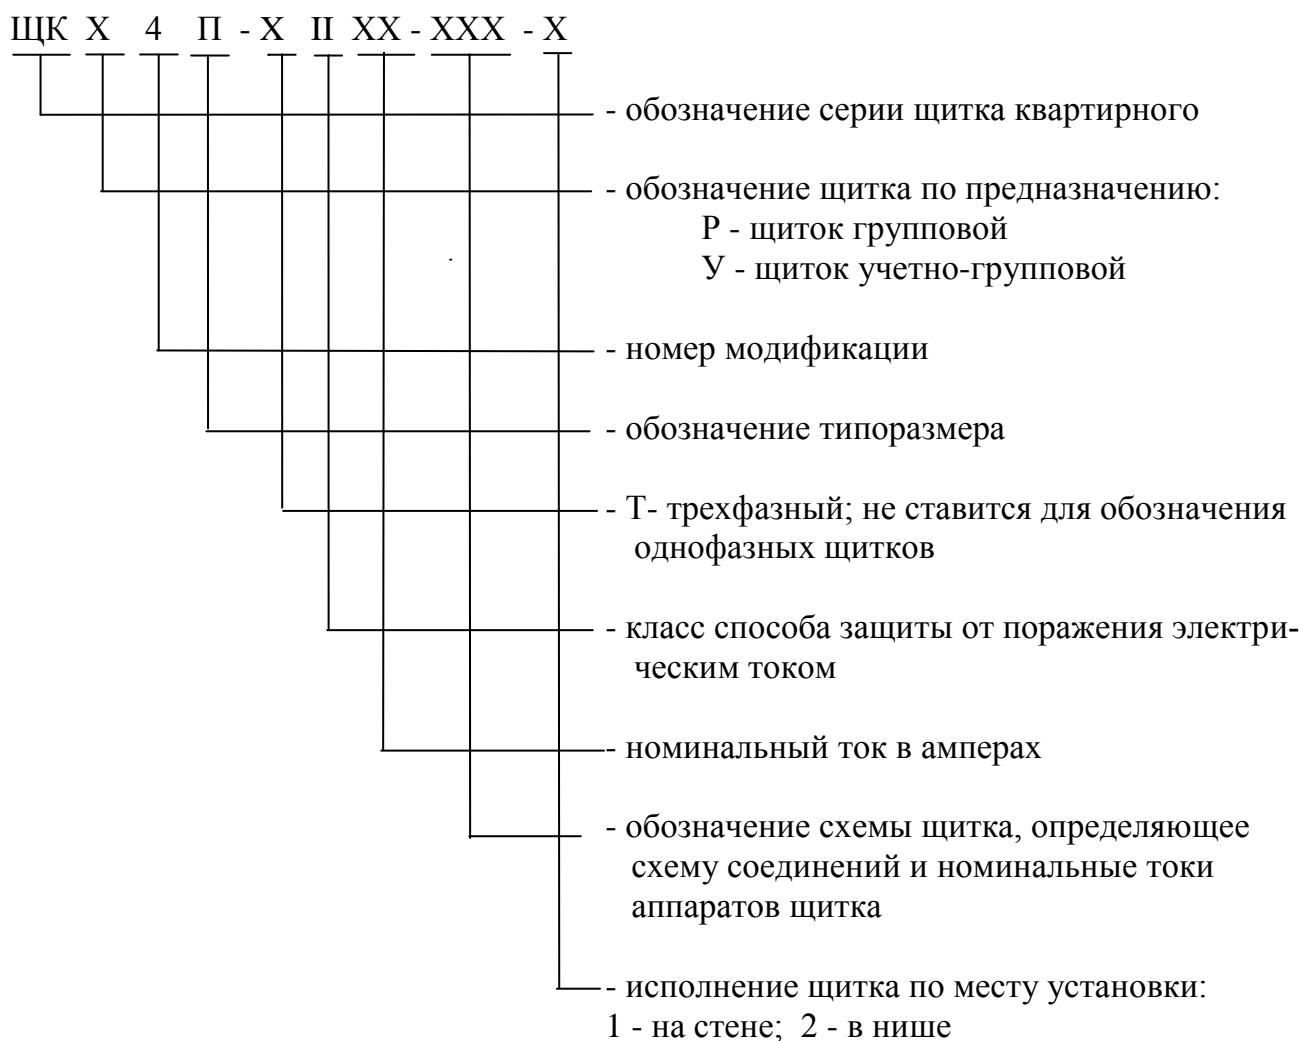 ЩК Х 4 П - Х II ХХ - ХХХ - Х
- обозначение серии щитка квартирного
- обозначение щитка по предназначению:
Р - щиток групповой
У - щиток учетно-групповой
- номер модификации
- обозначение типоразмера
- Т- трехфазный; не ставится для обозначения
однофазных щитков
- класс способа защиты от поражения электри-
ческим током
- номинальный ток в амперах
- обозначение схемы щитка, определяющее
схему соединений и номинальные токи
аппаратов щитка
- исполнение щитка по месту установки:
1 - на стене; 2 - в нише